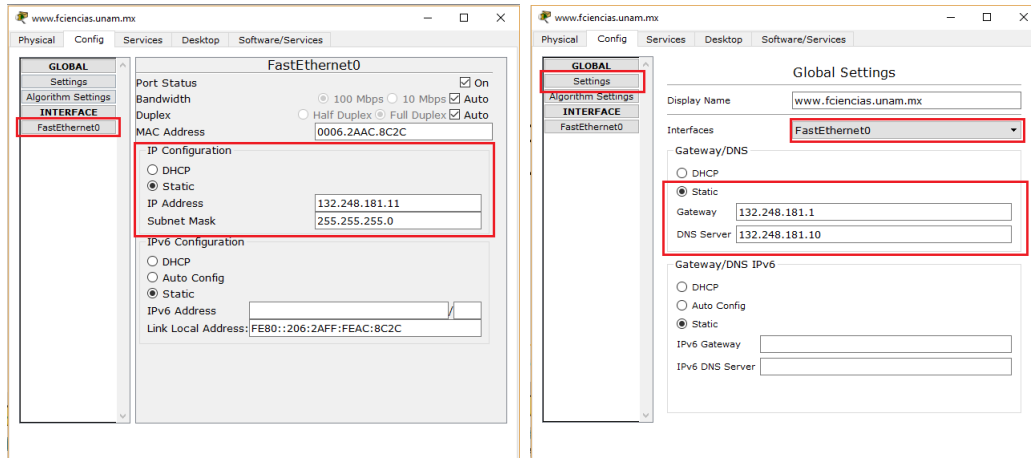 www.fciencias.unam.mx
Physical Config Services Desktop Software/Services
GLOBAL
Settings
Algorithm Settings
INTERFACE
FastEthernet0
FastEthernet0
Port Status On
Bandwidth 100 Mbps 10 Mbps Auto
Duplex Half Duplex Full Duplex Auto
MAC Address 0006.2AAC.8C2C
IP Configuration
DHCP
Static
IP Address 132.248.181.11
Subnet Mask 255.255.255.0
IPv6 Configuration
DHCP
Auto Config
Static
IPv6 Address /
Link Local Address: FE80::206:2AFF:FEAC:8C2C
www.fciencias.unam.mx
Physical Config Services Desktop Software/Services
GLOBAL
Settings
Algorithm Settings
INTERFACE
FastEthernet0
Global Settings
Display Name www.fciencias.unam.mx
Interfaces FastEthernet0
Gateway/DNS
DHCP
Static
Gateway 132.248.181.1
DNS Server 132.248.181.10
Gateway/DNS IPv6
DHCP
Auto Config
Static
IPv6 Gateway
IPv6 DNS Server